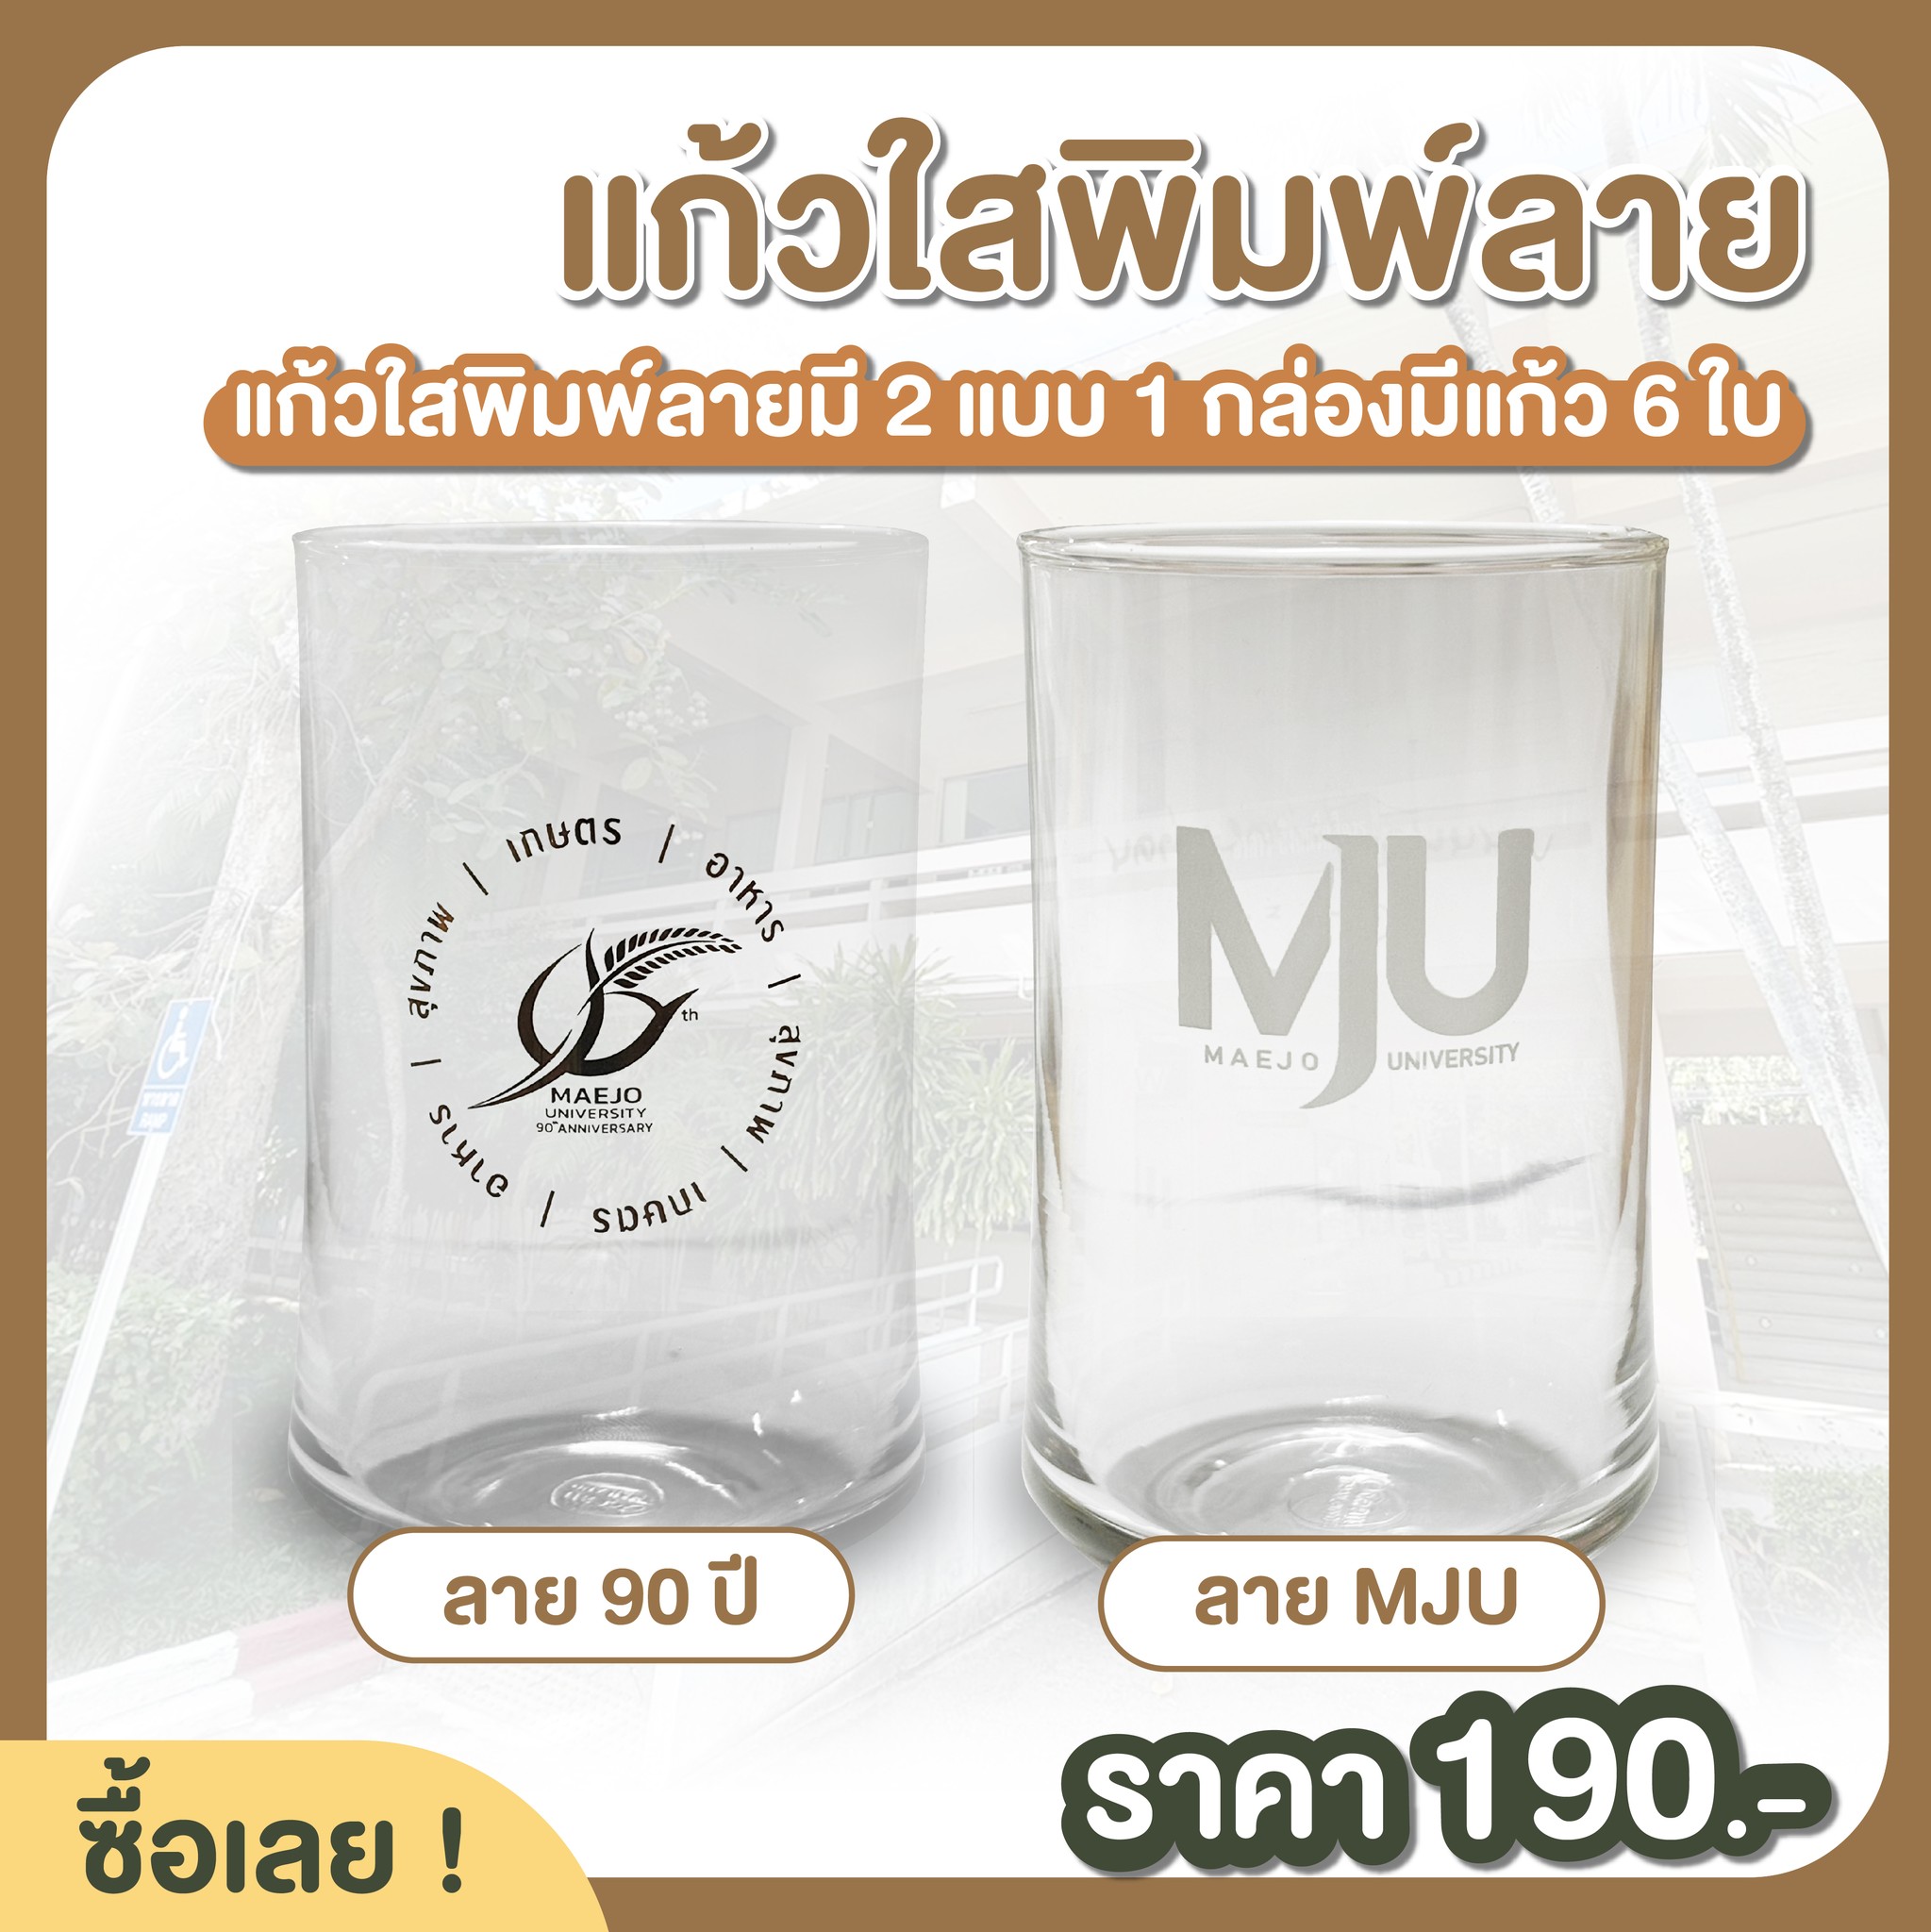 แก้วใสพิมพ์ลาย
แก้วใสพิมพ์ลายมี 2 แบบ 1 กล่องมีแก้ว 6 ใบ
เกษตร | อาหาร | สุขภาพ | เกษตร | อาหาร | สุขภาพ |
th
MAEJO
UNIVERSITY
90th ANNIVERSARY
MJU
MAEJO UNIVERSITY
ลาย 90 ปี
ลาย MJU
ราคา 190.-
ซื้อเลย !